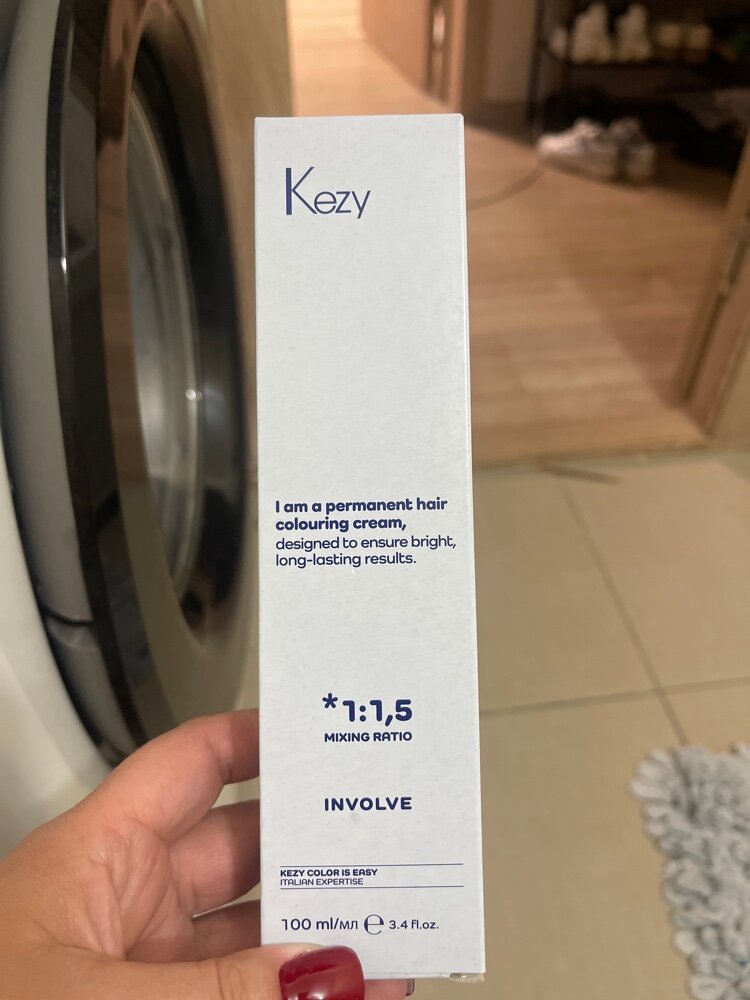 Kezy
I am a permanent hair
colouring cream,
designed to ensure bright,
long-lasting results.
*1:1,5
MIXING RATIO
INVOLVE
KEZY COLOR IS EASY
ITALIAN EXPERTISE
100 ml/мл ℮ 3.4 fl.oz.